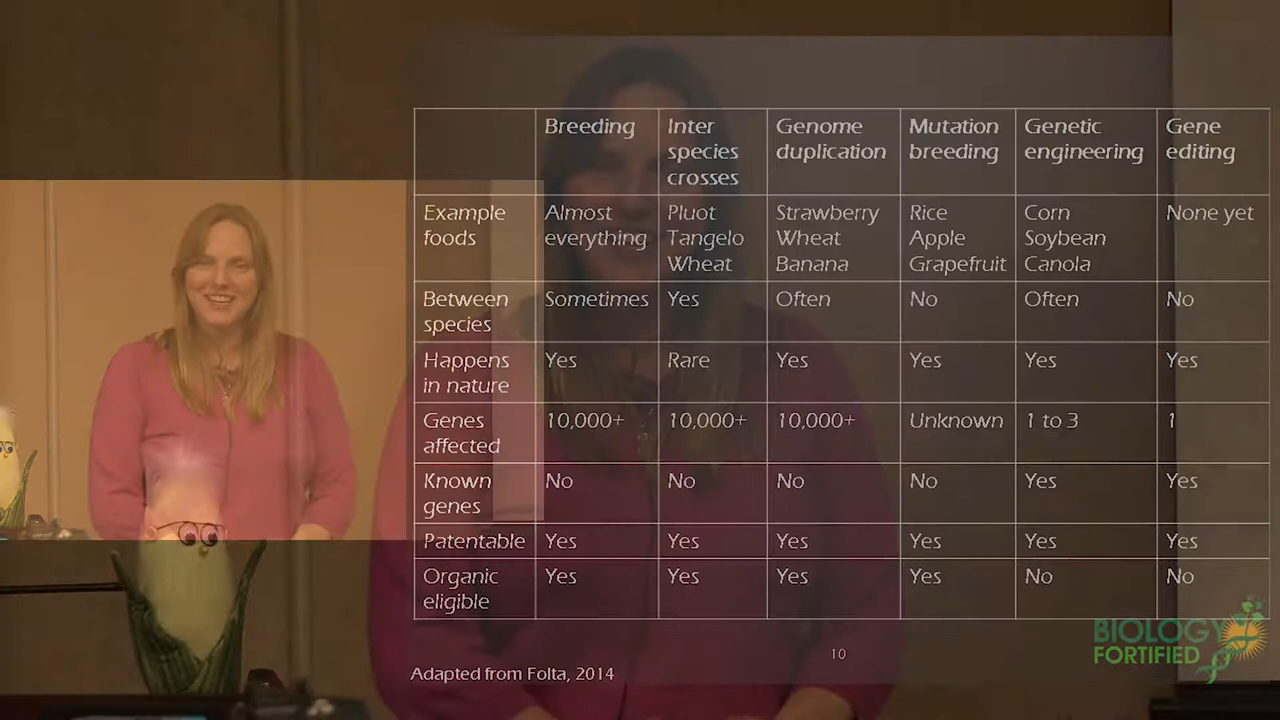 Breeding
Inter
species
crosses
Genome
duplication
Mutation
breeding
Genetic
engineering
Gene
editing
Example
foods
Almost
everything
Pluot
Tangelo
Wheat
Strawberry
Wheat
Banana
Rice
Apple
Grapefruit
Corn
Soybean
Canola
None yet
Between
species
Sometimes
Yes
Often
No
Often
No
Happens
in nature
Yes
Rare
Yes
Yes
Yes
Yes
Genes
affected
10,000+
10,000+
10,000+
Unknown
1 to 3
1
Known
genes
No
No
No
No
Yes
Yes
Patentable
Yes
Yes
Yes
Yes
Yes
Yes
Organic
eligible
Yes
Yes
Yes
Yes
No
No
BIOLOGY
FORTIFIED
10
Adapted from Folta, 2014